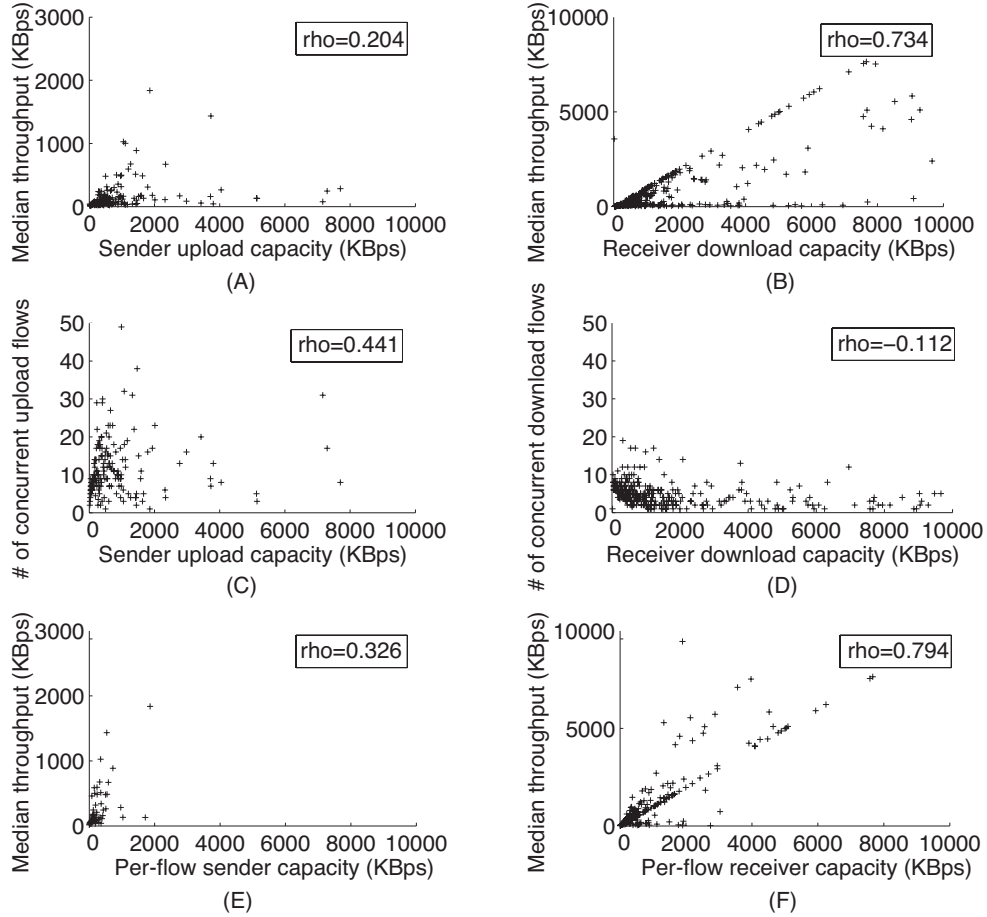 Median throughput (KBps)
3000
2000
1000
0
rho=0.204
0 2000 4000 6000 8000 10000
Sender upload capacity (KBps)
(A)
Median throughput (KBps)
10000
5000
0
rho=0.734
0 2000 4000 6000 8000 10000
Receiver download capacity (KBps)
(B)
# of concurrent upload flows
50
40
30
20
10
0
rho=0.441
0 2000 4000 6000 8000 10000
Sender upload capacity (KBps)
(C)
# of concurrent download flows
50
40
30
20
10
0
rho=−0.112
0 2000 4000 6000 8000 10000
Receiver download capacity (KBps)
(D)
Median throughput (KBps)
3000
2000
1000
0
rho=0.326
0 2000 4000 6000 8000 10000
Per-flow sender capacity (KBps)
(E)
Median throughput (KBps)
10000
5000
0
rho=0.794
0 2000 4000 6000 8000 10000
Per-flow receiver capacity (KBps)
(F)